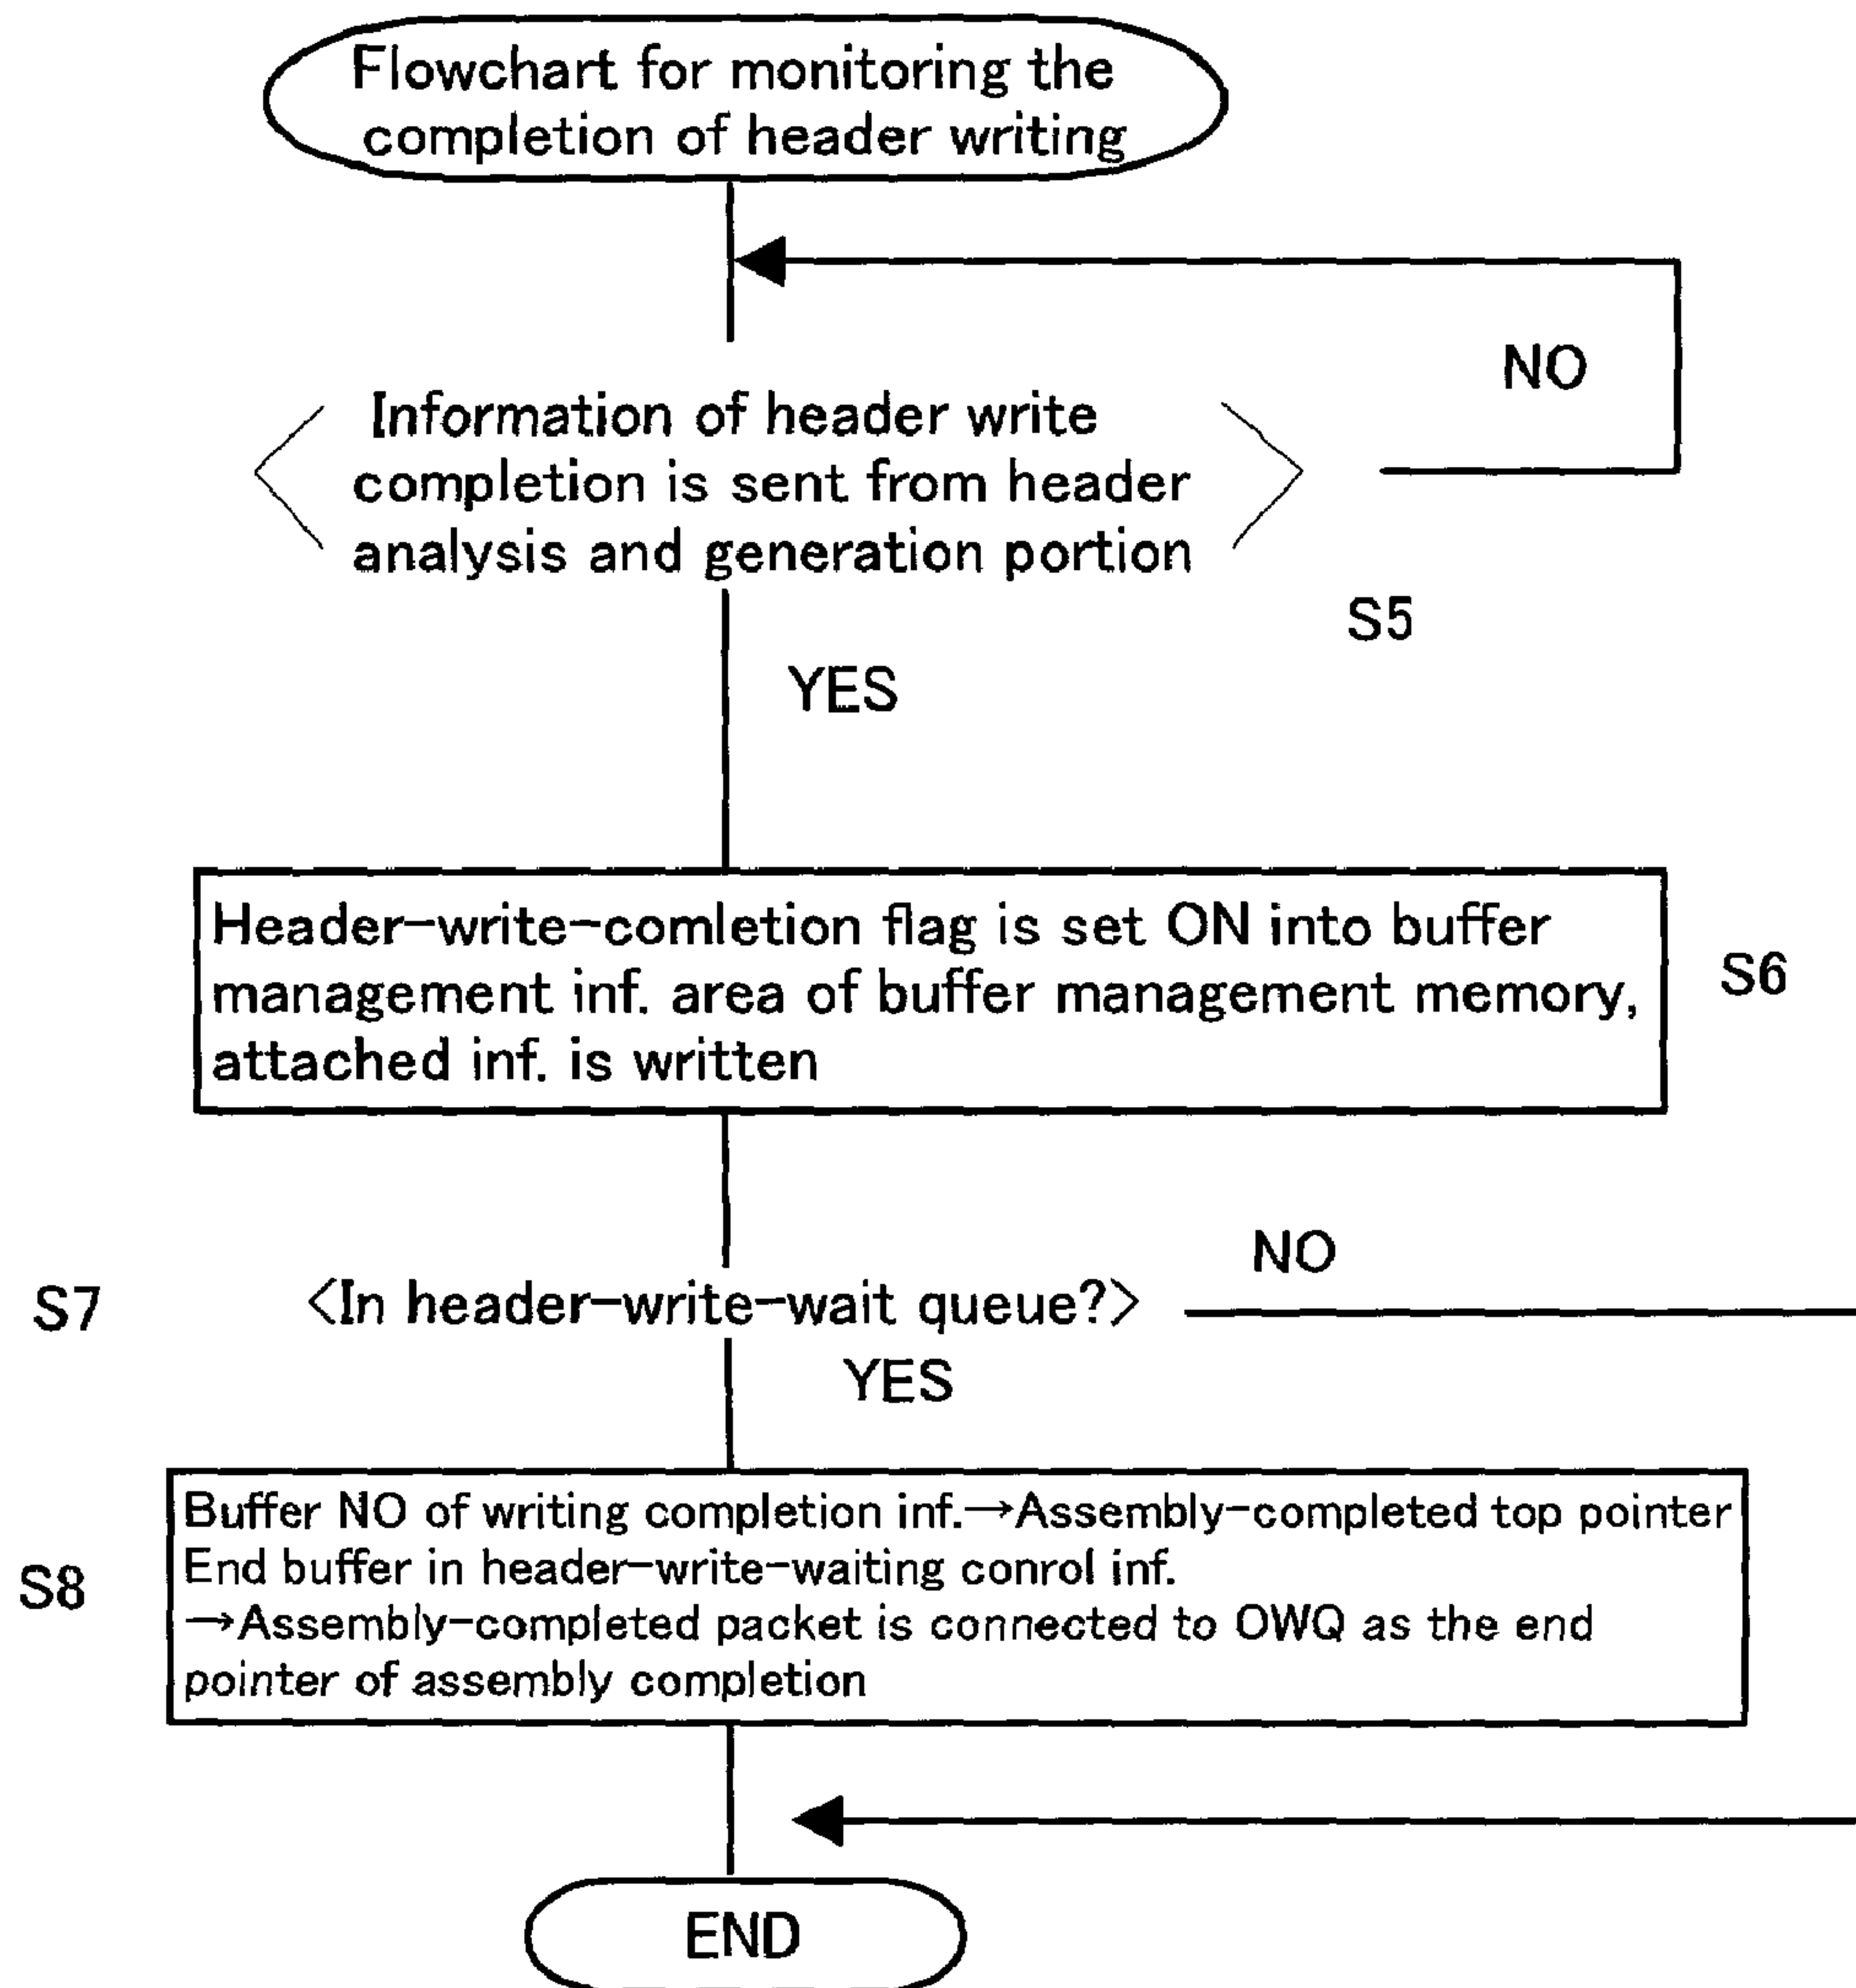 Flowchart for monitoring the
completion of header writing
NO
Information of header write
completion is sent from header
analysis and generation portion
S5
YES
Header-write-comletion flag is set ON into buffer
management inf. area of buffer management memory,
attached inf. is written
S6
NO
S7
<In header-write-wait queue?>
YES
Buffer NO of writing completion inf.→Assembly-completed top pointer
End buffer in header-write-waiting conrol inf.
→Assembly-completed packet is connected to OWQ as the end
pointer of assembly completion
S8
END